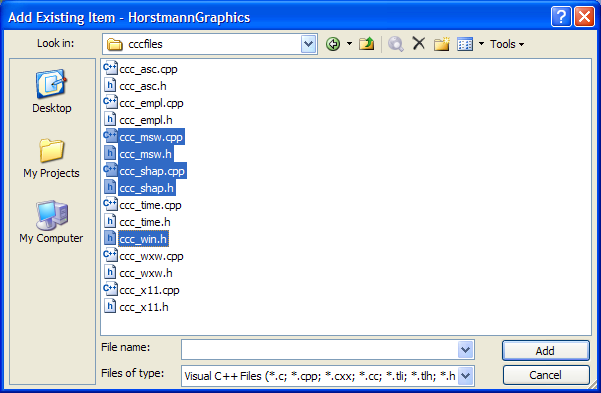 Add Existing Item - HorstmannGraphics
Look in: cccfiles Tools
Desktop
My Projects
My Computer
ccc_asc.cpp
ccc_asc.h
ccc_empl.cpp
ccc_empl.h
ccc_msw.cpp
ccc_msw.h
ccc_shap.cpp
ccc_shap.h
ccc_time.cpp
ccc_time.h
ccc_win.h
ccc_wxw.cpp
ccc_wxw.h
ccc_x11.cpp
ccc_x11.h
File name: Add
Files of type: Visual C++ Files (*.c; *.cpp; *.cxx; *.cc; *.tli; *.tlh; *.h Cancel